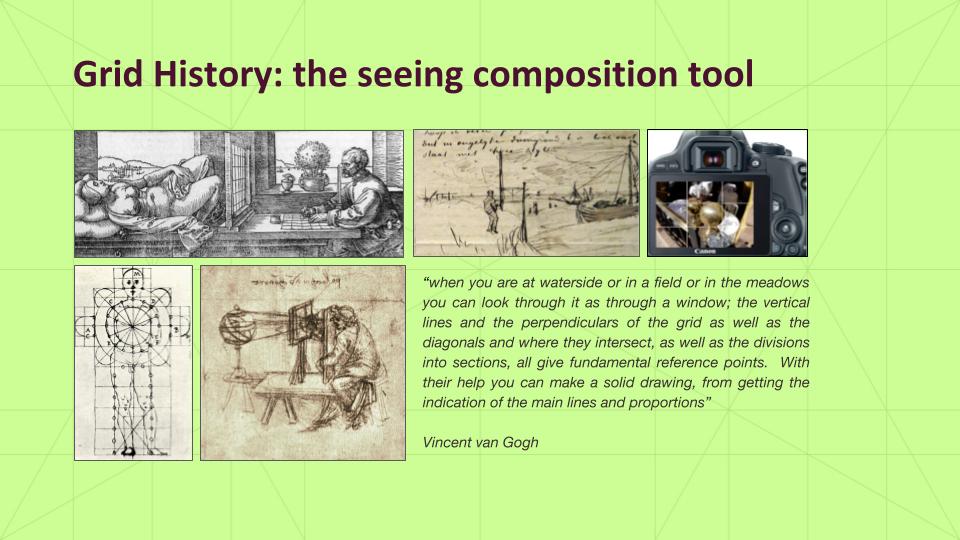 Grid History: the seeing composition tool
Canon
“when you are at waterside or in a field or in the meadows
you can look through it as through a window; the vertical
lines and the perpendiculars of the grid as well as the
diagonals and where they intersect, as well as the divisions
into sections, all give fundamental reference points.  With
their help you can make a solid drawing, from getting the
indication of the main lines and proportions”
Vincent van Gogh